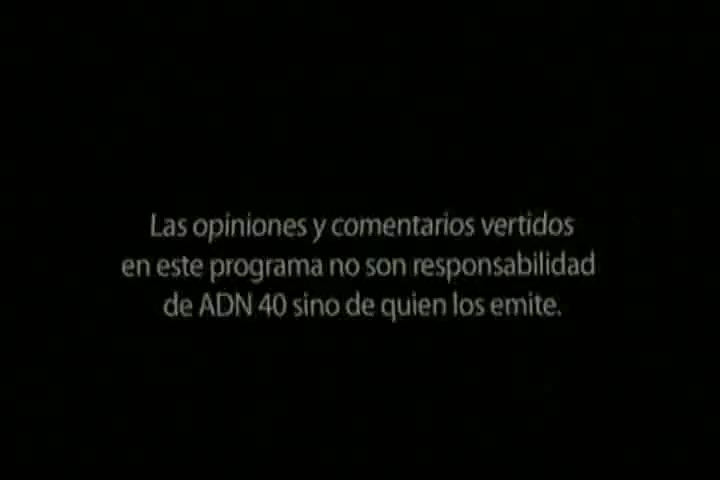 Las opiniones y comentarios vertidos
en este programa no son responsabilidad
de ADN 40 sino de quien los emite.